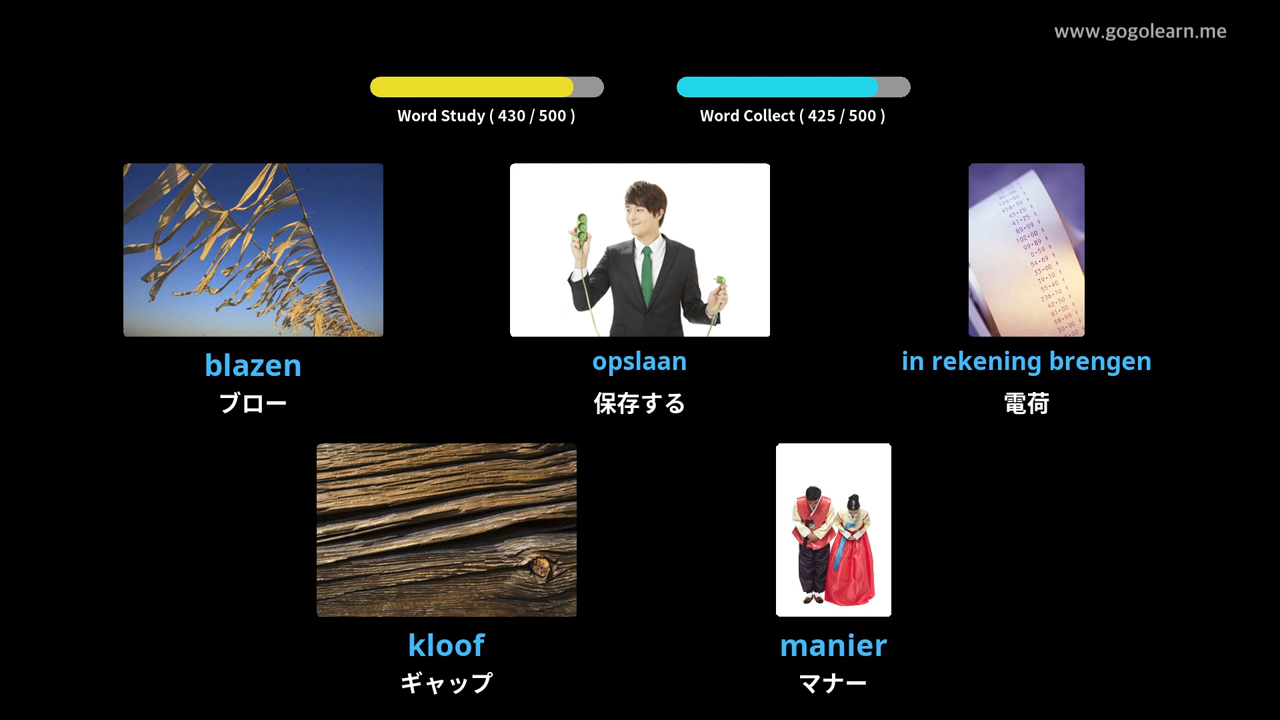 www.gogolearn.me
Word Study ( 430 / 500 )
Word Collect ( 425 / 500 )
blazen
ブロー
opslaan
保存する
in rekening brengen
電荷
kloof
ギャップ
manier
マナー